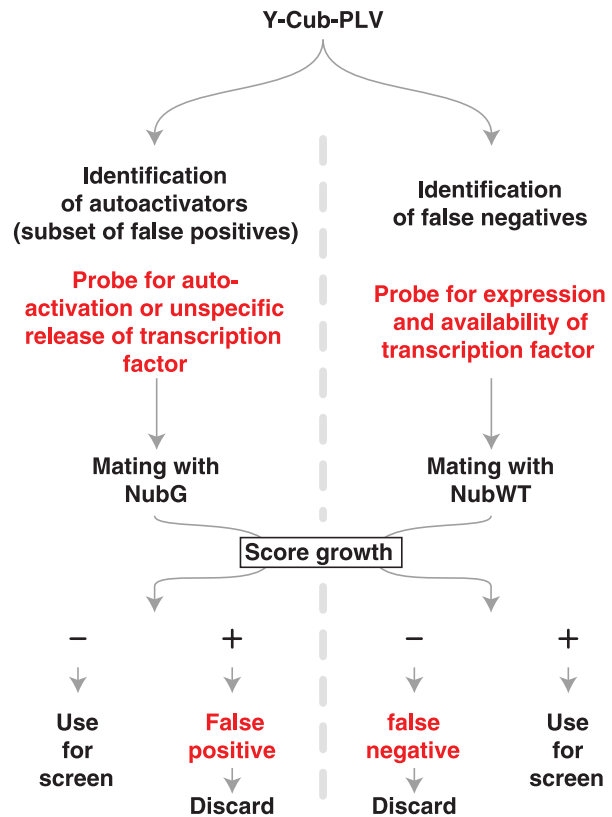 Y-Cub-PLV
Identification
of autoactivators
(subset of false positives)
Probe for auto-
activation or unspecific
release of transcription
factor
Mating with
NubG
Identification
of false negatives
Probe for expression
and availability of
transcription factor
Mating with
NubWT
Score growth
−
+
−
+
Use
for
screen
False
positive
Discard
false
negative
Discard
Use
for
screen